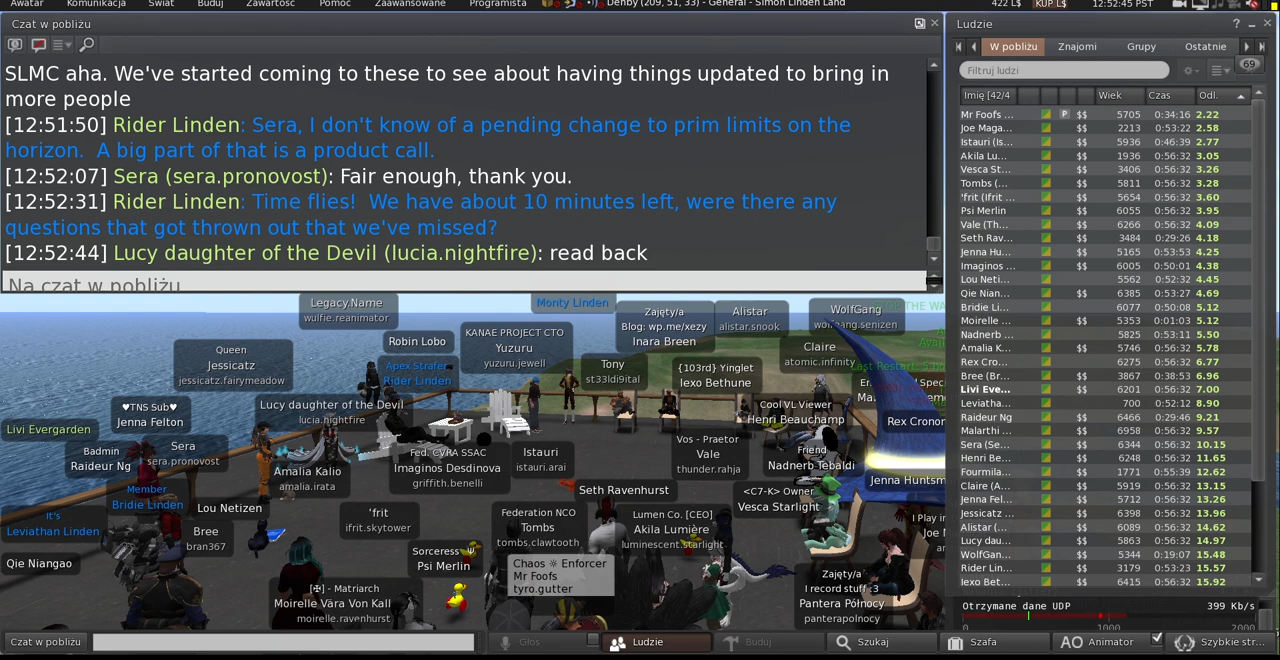 Awatar Komunikacja Świat Buduj Zawartość Pomoc Zaawansowane Programista Denby (209, 51, 33) - General - Simon Linden Land 422 L$ KUP L$ 12:52:45 PST
Czat w pobliżu
SLMC aha. We've started coming to these to see about having things updated to bring in
more people
[12:51:50] Rider Linden: Sera, I don't know of a pending change to prim limits on the
horizon. A big part of that is a product call.
[12:52:07] Sera (sera.pronovost): Fair enough, thank you.
[12:52:31] Rider Linden: Time flies! We have about 10 minutes left, were there any
questions that got thrown out that we've missed?
[12:52:44] Lucy daughter of the Devil (lucia.nightfire): read back
Na czat w pobliżu
Legacy.Name
wulfie.reanimator
Monty Linden
Zajęty/a
Blog: wp.me/xezy
Inara Breen
Alistar
alistar.snook
WolfGang
wolfgang.senizen
Robin Lobo
KANAE PROJECT CTO
Yuzuru
yuzuru.jewell
Claire
atomic.infinity
Queen
Jessicatz
jessicatz.fairymeadow
Apex Strafer
Rider Linden
Tony
st33ldi9ital
{103rd} Yinglet
Iexo Bethune
♥TNS Sub♥
Jenna Felton
Lucy daughter of the Devil
lucia.nightfire
Cool VL Viewer
Henri Beauchamp
Rex Cronon
Livi Evergarden
Sera
sera.pronovost
Badmin
Raideur Ng
Amalia Kalio
amalia.irata
Fed. CVRA SSAC
Imaginos Desdinova
griffith.benelli
Istauri
istauri.arai
Vos - Praetor
Vale
thunder.rahja
Friend
Nadnerb Tebaldi
Jenna Huntsm
Member
Bridie Linden
Lou Netizen
Seth Ravenhurst
<C7-K> Owner
Vesca Starlight
It's
Leviathan Linden
Bree
bran367
'frit
ifrit.skytower
Federation NCO
Tombs
tombs.clawtooth
Lumen Co. [CEO]
Akila Lumière
luminescent.starlight
I Play in
Joe M
Qie Niangao
Sorceress Ψ
Psi Merlin
Chaos ☼ Enforcer
Mr Foofs
tyro.gutter
[✠] - Matriarch
Moirelle Vära Von Kall
moirelle.ravenhurst
Zajęty/a
I record stuff :3
Pantera Północy
panterapolnocy
Ludzie
W pobliżu Znajomi Grupy Ostatnie
Filtruj ludzi 69
Imię [42/4 Wiek Czas Odl.
Mr Foofs ... P $$ 5705 0:34:16 2.22
Joe Maga... $$ 2213 0:53:22 2.58
Istauri (Is... $$ 5936 0:46:39 2.77
Akila Lu... $$ 1936 0:56:32 3.05
Vesca St... $$ 3406 0:56:32 3.26
Tombs (... $$ 5811 0:56:32 3.28
'frit (Ifrit ... $$ 5654 0:56:32 3.60
Psi Merlin $$ 6055 0:56:32 3.95
Vale (Th... $$ 6266 0:56:32 4.09
Seth Rav... $$ 3484 0:29:26 4.18
Jenna Hu... $$ 5165 0:53:53 4.25
Imaginos ... $$ 6005 0:50:01 4.38
Lou Neti... 5562 0:52:32 4.45
Qie Nian... $$ 6385 0:53:27 4.69
Bridie Li... 6077 0:50:08 5.12
Moirelle ... $$ 5353 0:01:03 5.12
Nadnerb ... 5825 0:53:11 5.50
Amalia K... $$ 5746 0:56:32 5.78
Rex Cro... 6275 0:56:32 6.77
Bree (Br... $$ 3867 0:38:53 6.96
Livi Eve... $$ 6201 0:56:32 7.00
Leviatha... 700 0:52:12 8.90
Raideur Ng $$ 6466 0:29:46 9.21
Malarthi ... $$ 6958 0:56:32 9.57
Sera (Se... $$ 6344 0:56:32 10.15
Henri Be... $$ 6248 0:56:32 11.65
Fourmila... $$ 1771 0:55:39 12.62
Claire (A... $$ 5919 0:56:32 13.15
Jenna Fel... $$ 5712 0:56:32 13.26
Jessicatz ... $$ 6398 0:56:32 13.96
Alistar (... $$ 6089 0:56:32 14.62
Lucy dau... $$ 5863 0:56:32 14.97
WolfGan... $$ 5344 0:19:07 15.48
Rider Lin... $$ 3179 0:53:23 15.57
Iexo Bet... $$ 6415 0:56:32 15.92
Otrzymane dane UDP 399 Kb/s
0 1000 2000
Czat w pobliżu Głos Ludzie Buduj Szukaj Szafa AO Animator Szybkie str...